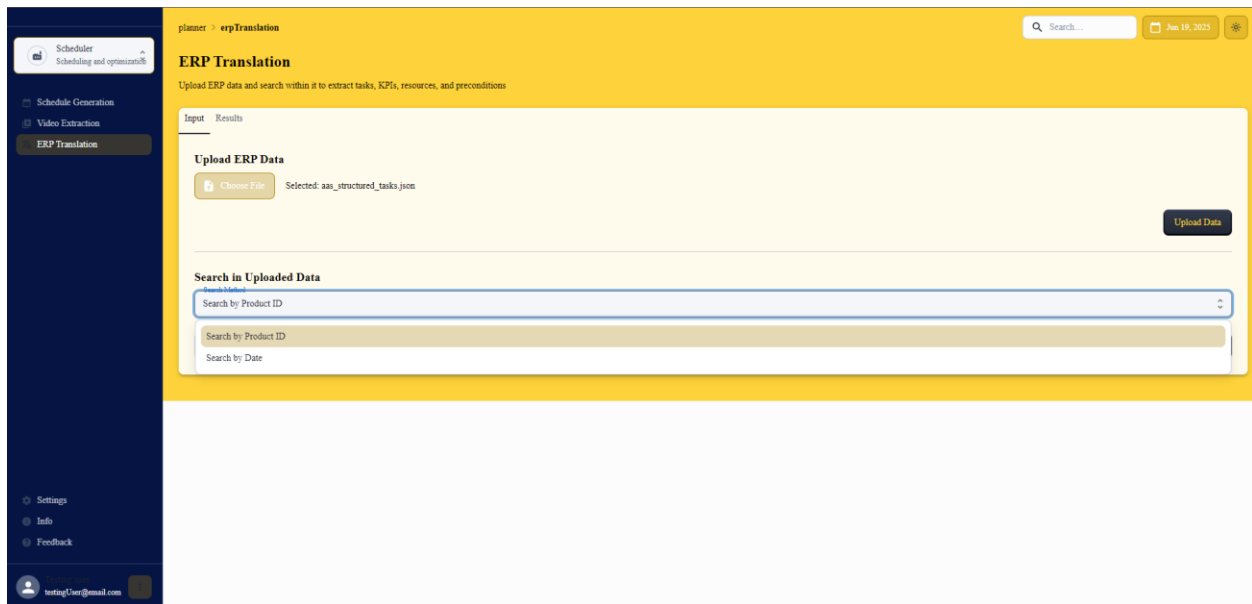 Scheduler
Scheduling and optimization
Schedule Generation
Video Extraction
ERP Translation
Settings
Info
Feedback
testingUser@email.com
planner > erpTranslation
Search...
Jun 19, 2025
ERP Translation
Upload ERP data and search within it to extract tasks, KPIs, resources, and preconditions
Input Results
Upload ERP Data
Choose File Selected: aas_structured_tasks.json
Upload Data
Search in Uploaded Data
Search Method
Search by Product ID
Search by Product ID
Search by Date